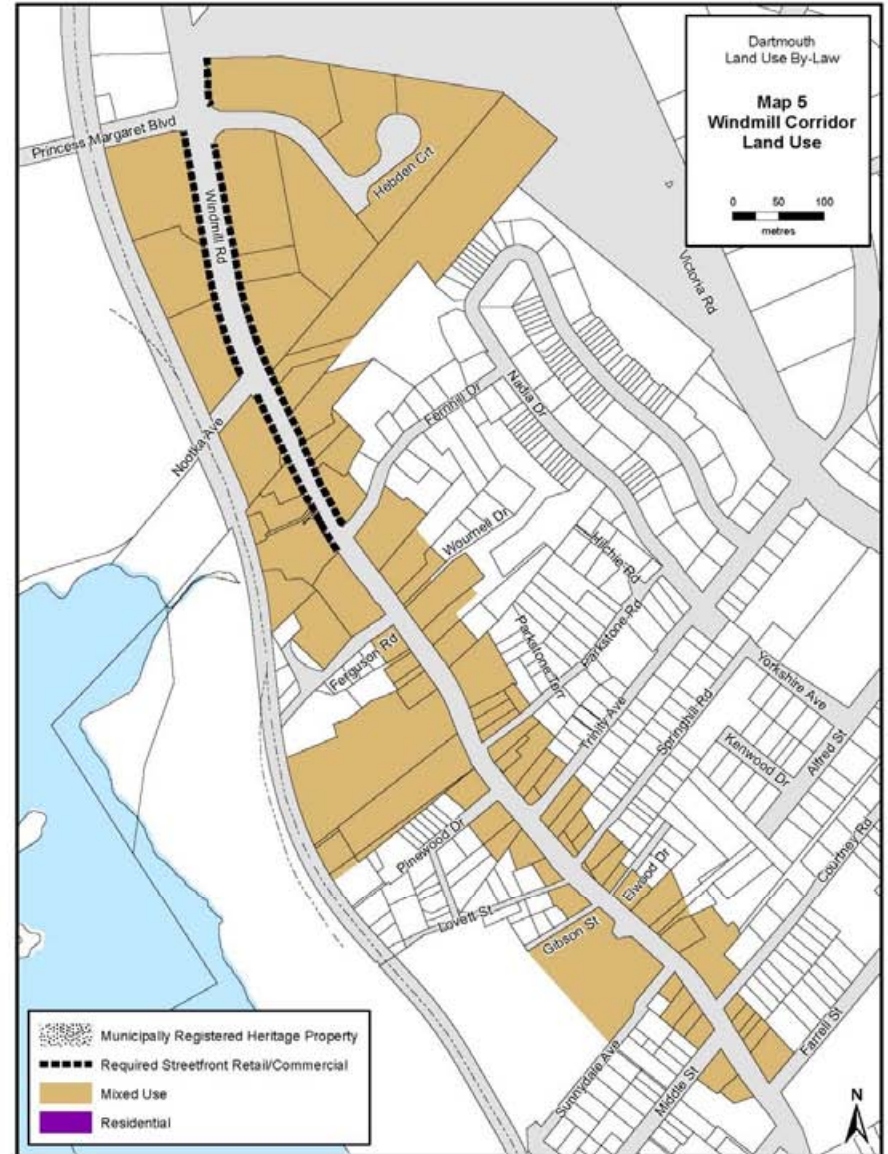 Dartmouth
Land Use By-Law
Map 5
Windmill Corridor
Land Use
0 50 100
metres
Princess Margaret Blvd
Hebden Crt
Windmill Rd
Victoria Rd
Nootka Ave
Fernhill Dr
Nadia Dr
Wournell Dr
Hilchie Rd
Parkstone Rd
Parkstone Terr
Ferguson Rd
Trinity Ave
Springhill Rd
Yorkshire Ave
Kenwood Dr
Alfred St
Courtney Rd
Pinewood Dr
Elwood Dr
Lovett St
Gibson St
Sunnydale Ave
Middle St
Farrell St
N
Municipally Registered Heritage Property
Required Streetfront Retail/Commercial
Mixed Use
Residential